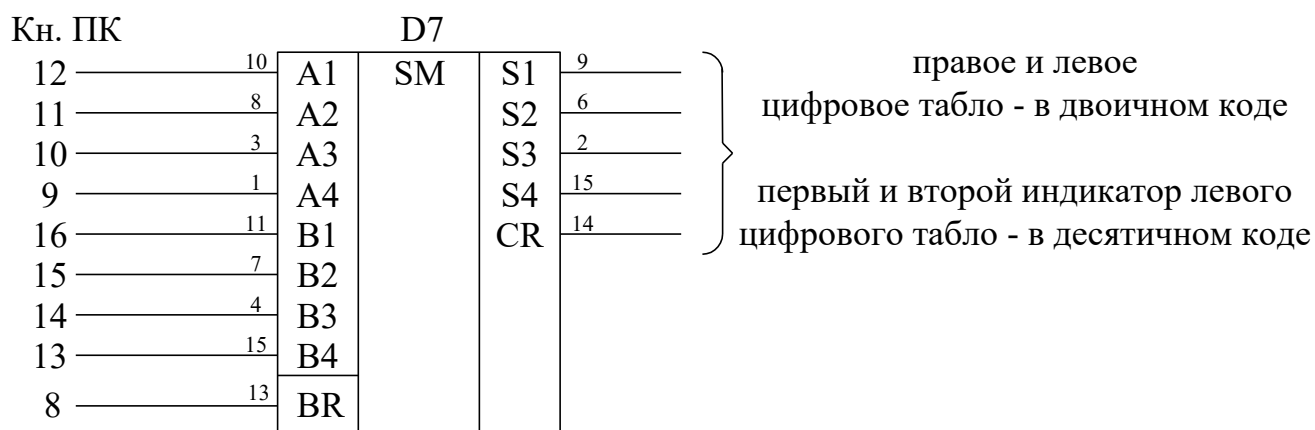 Кн. ПК D7
12 10 A1 SM S1 9
11 8 A2 S2 6
10 3 A3 S3 2
9 1 A4 S4 15
16 11 B1 CR 14
15 7 B2
14 4 B3
13 15 B4
8 13 BR
правое и левое
цифровое табло - в двоичном коде
первый и второй индикатор левого
цифрового табло - в десятичном коде